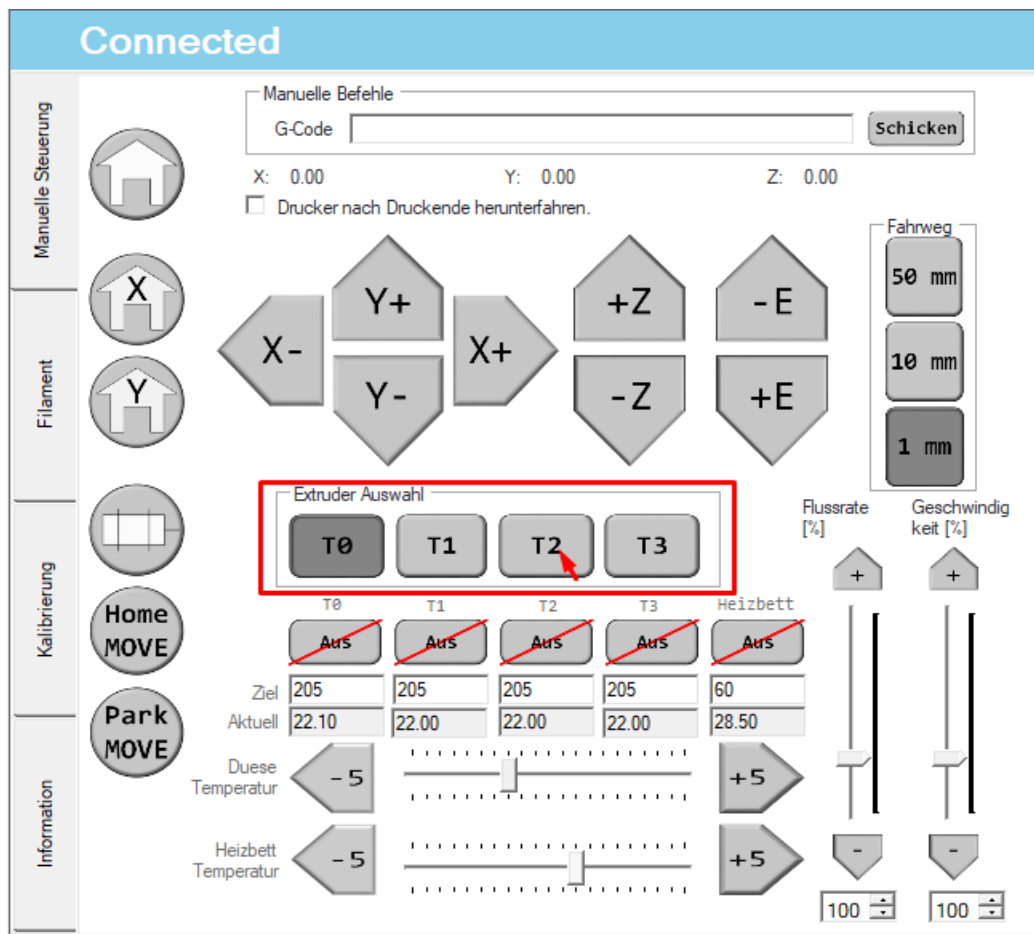 Connected
Manuelle Steuerung
Filament
Kalibrierung
Information
Manuelle Befehle
G-Code
Schicken
X: 0.00 Y: 0.00 Z: 0.00
Drucker nach Druckende herunterfahren.
X
Y
Home
MOVE
Park
MOVE
X-
Y+
Y-
X+
+Z
-Z
-E
+E
Fahrweg
50 mm
10 mm
1 mm
Extruder Auswahl
T0 T1 T2 T3
T0 T1 T2 T3 Heizbett
Aus Aus Aus Aus Aus
Ziel 205 205 205 205 60
Aktuell 22.10 22.00 22.00 22.00 28.50
Duese
Temperatur
-5 +5
Heizbett
Temperatur
-5 +5
Flussrate
[%]
+
-
100
Geschwindig
keit [%]
+
-
100